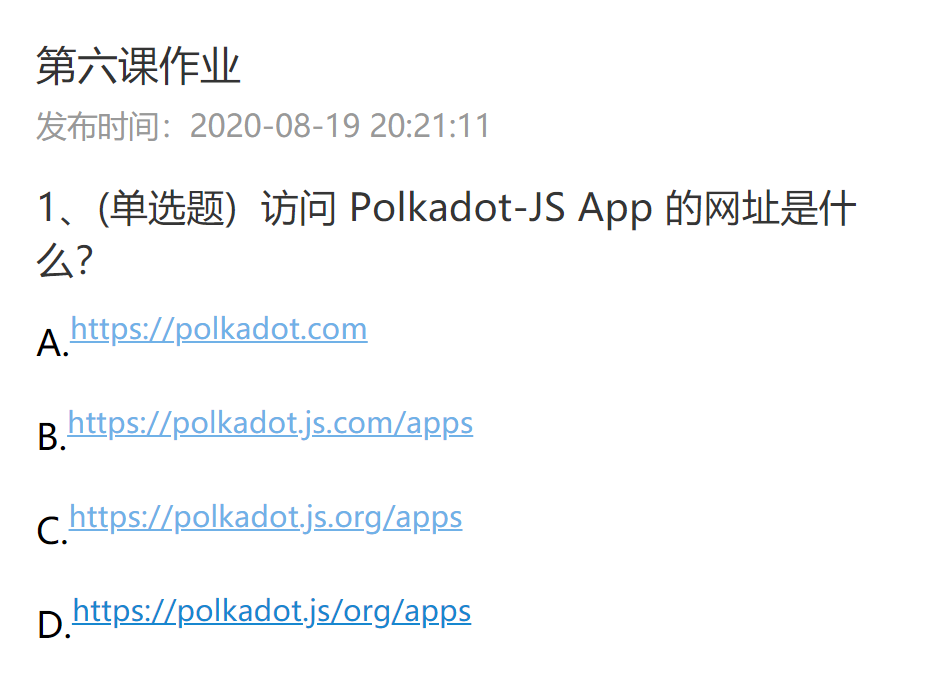 第六课作业
发布时间：2020-08-19 20:21:11
1、(单选题) 访问 Polkadot-JS App 的网址是什
么?
A.https://polkadot.com
B.https://polkadot.js.com/apps
C.https://polkadot.js.org/apps
D.https://polkadot.js/org/apps